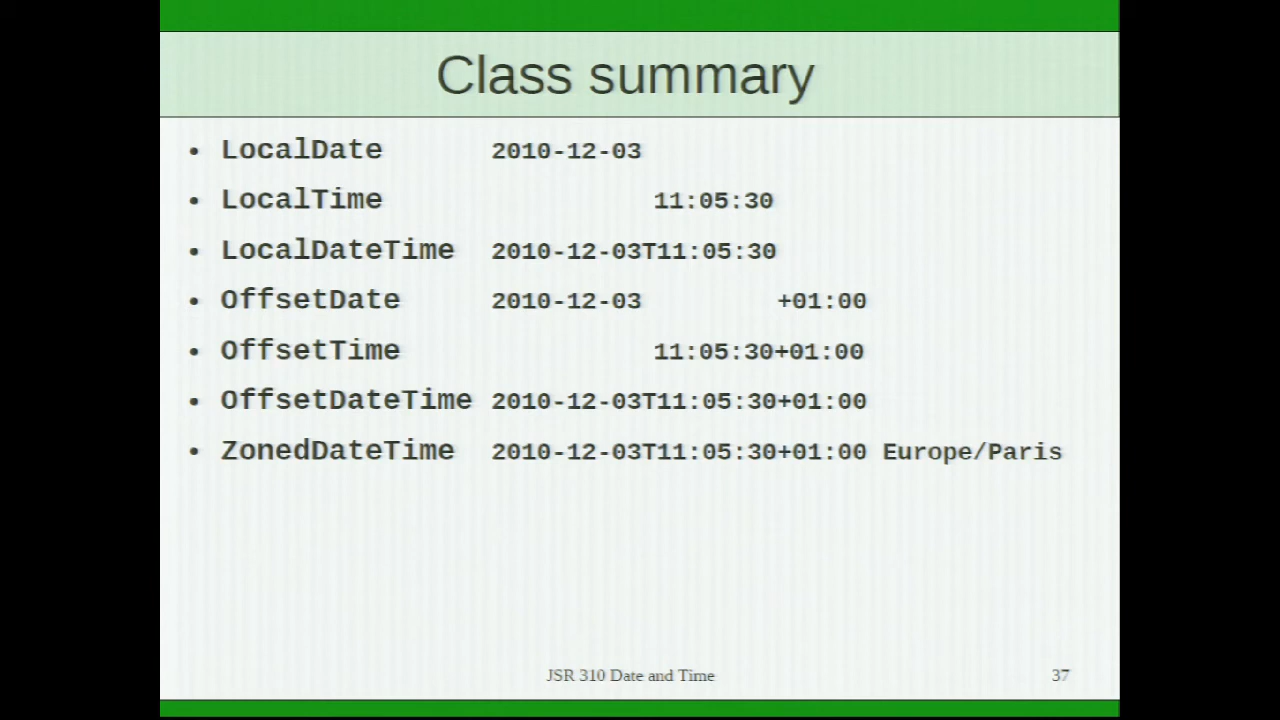 Class summary
• LocalDate 2010-12-03
• LocalTime 11:05:30
• LocalDateTime 2010-12-03T11:05:30
• OffsetDate 2010-12-03 +01:00
• OffsetTime 11:05:30+01:00
• OffsetDateTime 2010-12-03T11:05:30+01:00
• ZonedDateTime 2010-12-03T11:05:30+01:00 Europe/Paris
JSR 310 Date and Time 37